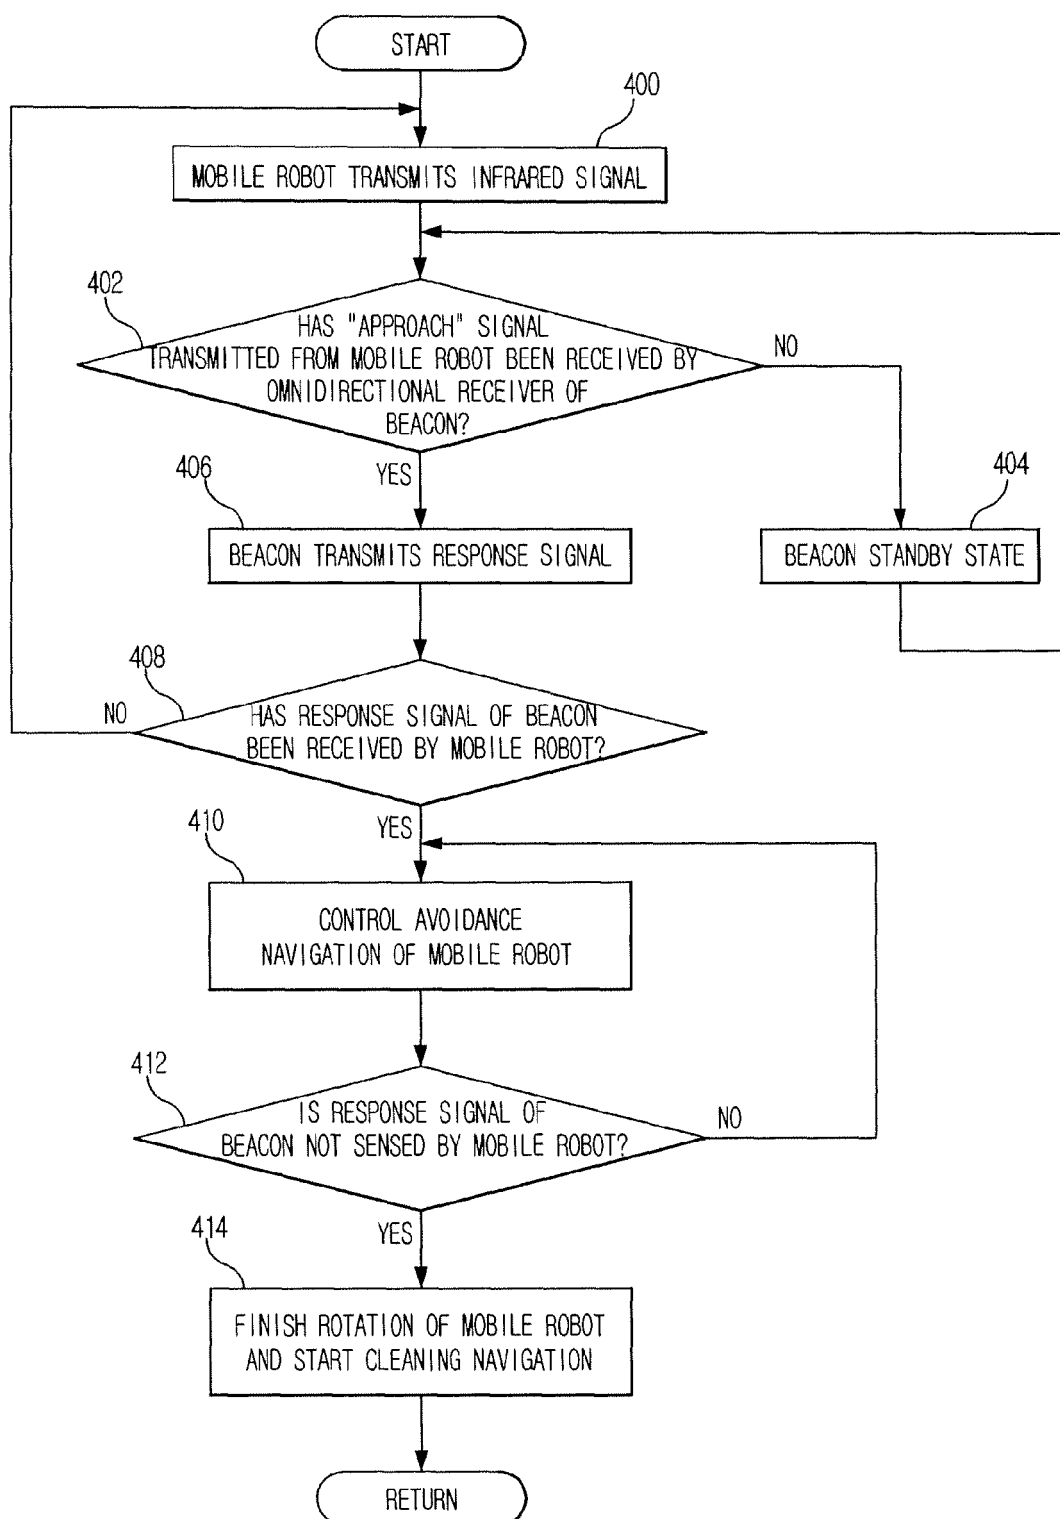 START
400
MOBILE ROBOT TRANSMITS INFRARED SIGNAL
402
HAS "APPROACH" SIGNAL
TRANSMITTED FROM MOBILE ROBOT BEEN RECEIVED BY
OMNIDIRECTIONAL RECEIVER OF
BEACON?
NO
YES
406
BEACON TRANSMITS RESPONSE SIGNAL
404
BEACON STANDBY STATE
408
NO
HAS RESPONSE SIGNAL OF BEACON
BEEN RECEIVED BY MOBILE ROBOT?
YES
410
CONTROL AVOIDANCE
NAVIGATION OF MOBILE ROBOT
412
IS RESPONSE SIGNAL OF
BEACON NOT SENSED BY MOBILE ROBOT?
NO
YES
414
FINISH ROTATION OF MOBILE ROBOT
AND START CLEANING NAVIGATION
RETURN